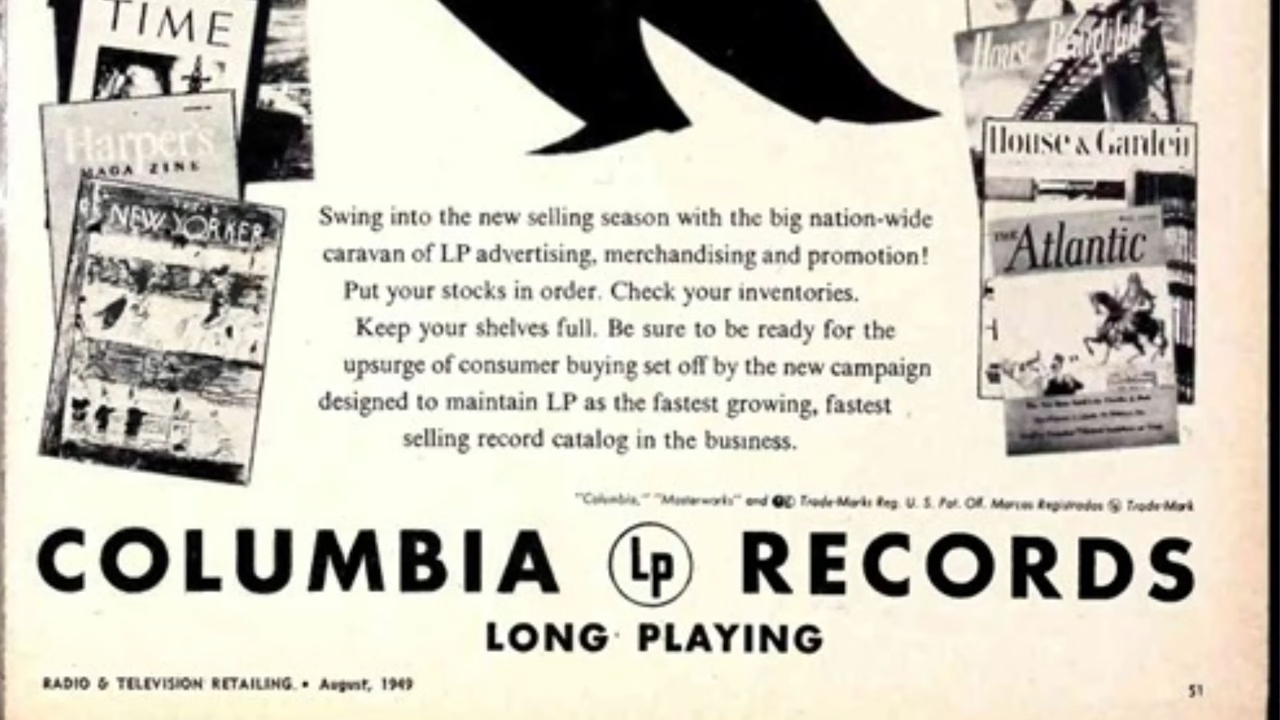 TIME
Harper's
MAGAZINE
NEW YORKER
House Beautiful
House & Garden
THE
Atlantic
Swing into the new selling season with the big nation-wide
caravan of LP advertising, merchandising and promotion!
Put your stocks in order. Check your inventories.
Keep your shelves full. Be sure to be ready for the
upsurge of consumer buying set off by the new campaign
designed to maintain LP as the fastest growing, fastest
selling record catalog in the business.
"Columbia," "Masterworks" and Trade-Marks Reg. U. S. Pat. Off. Marcas Registradas Trade-Mark
COLUMBIA Lp RECORDS
LONG PLAYING
RADIO & TELEVISION RETAILING • August, 1949
51